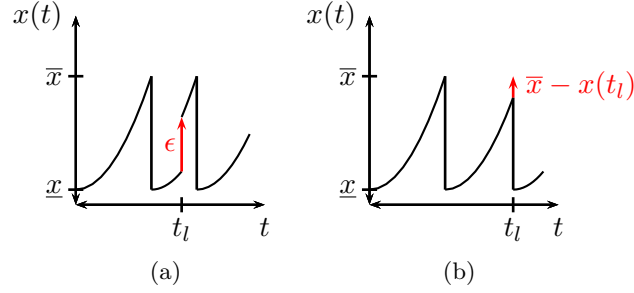 x(t)
x̅
x̲
ϵ
t_l
t
(a)
x(t)
x̅
x̲
x̅ − x(t_l)
t_l
t
(b)